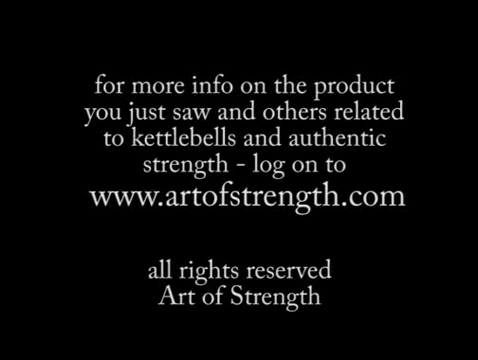 for more info on the product
you just saw and others related
to kettlebells and authentic
strength - log on to
www.artofstrength.com
all rights reserved
Art of Strength